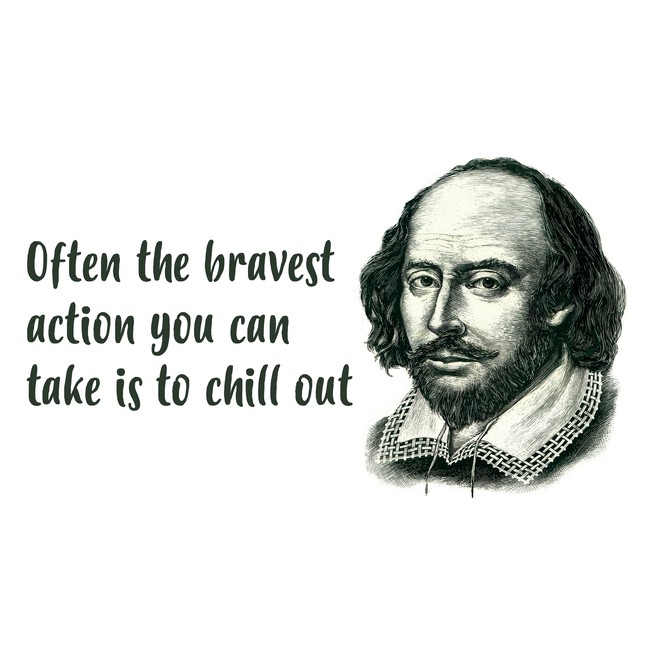 Often the bravest
action you can
take is to chill out